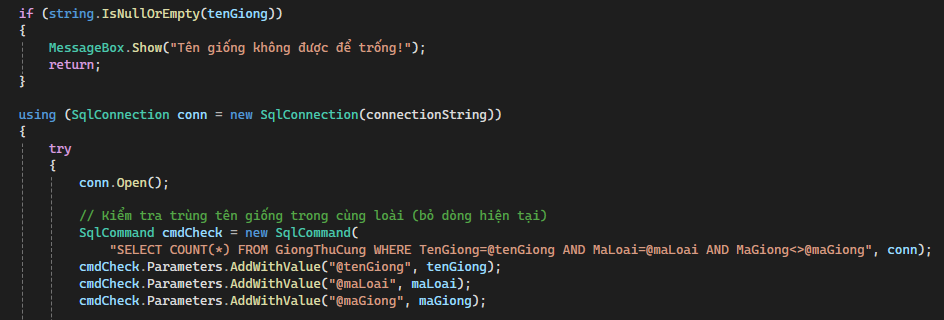 if (string.IsNullOrEmpty(tenGiong))
{
    MessageBox.Show("Tên giống không được để trống!");
    return;
}

using (SqlConnection conn = new SqlConnection(connectionString))
{
    try
    {
        conn.Open();

        // Kiểm tra trùng tên giống trong cùng loài (bỏ dòng hiện tại)
        SqlCommand cmdCheck = new SqlCommand(
            "SELECT COUNT(*) FROM GiongThuCung WHERE TenGiong=@tenGiong AND MaLoai=@maLoai AND MaGiong<>@maGiong", conn);
        cmdCheck.Parameters.AddWithValue("@tenGiong", tenGiong);
        cmdCheck.Parameters.AddWithValue("@maLoai", maLoai);
        cmdCheck.Parameters.AddWithValue("@maGiong", maGiong);